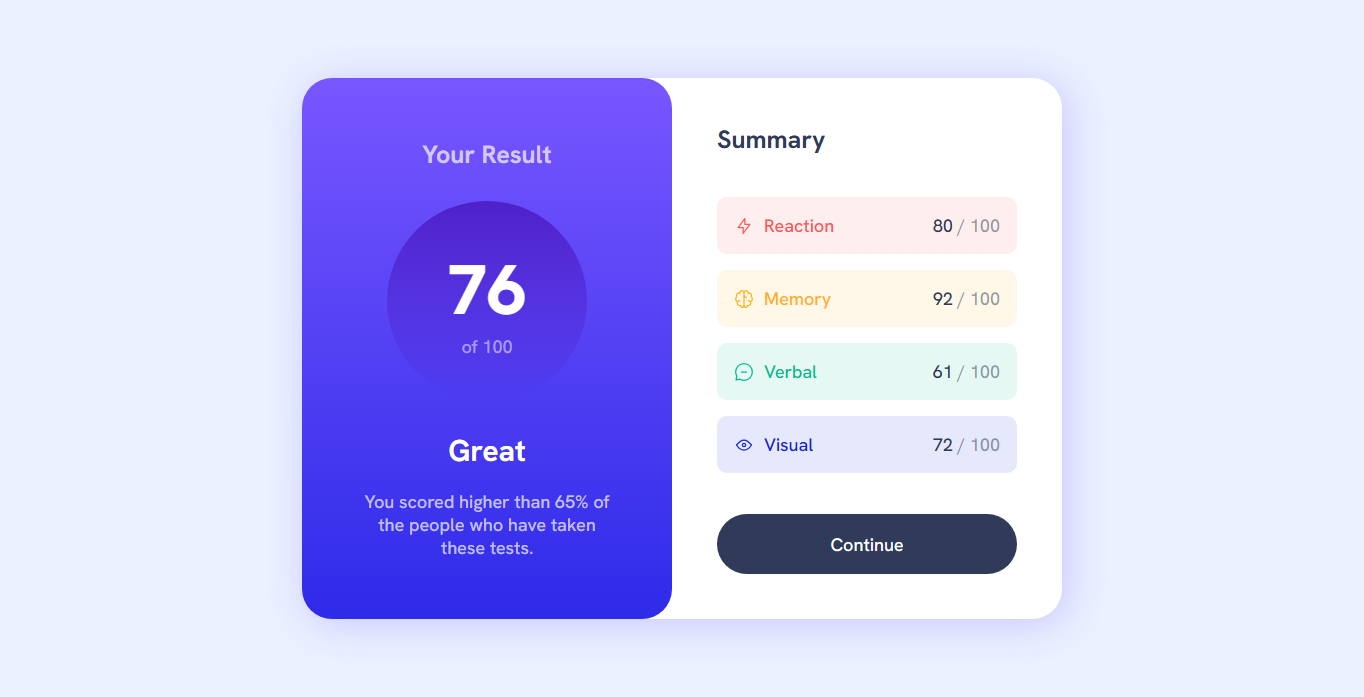 Your Result
76
of 100
Great
You scored higher than 65% of
the people who have taken
these tests.
Summary
Reaction 80 / 100
Memory 92 / 100
Verbal 61 / 100
Visual 72 / 100
Continue